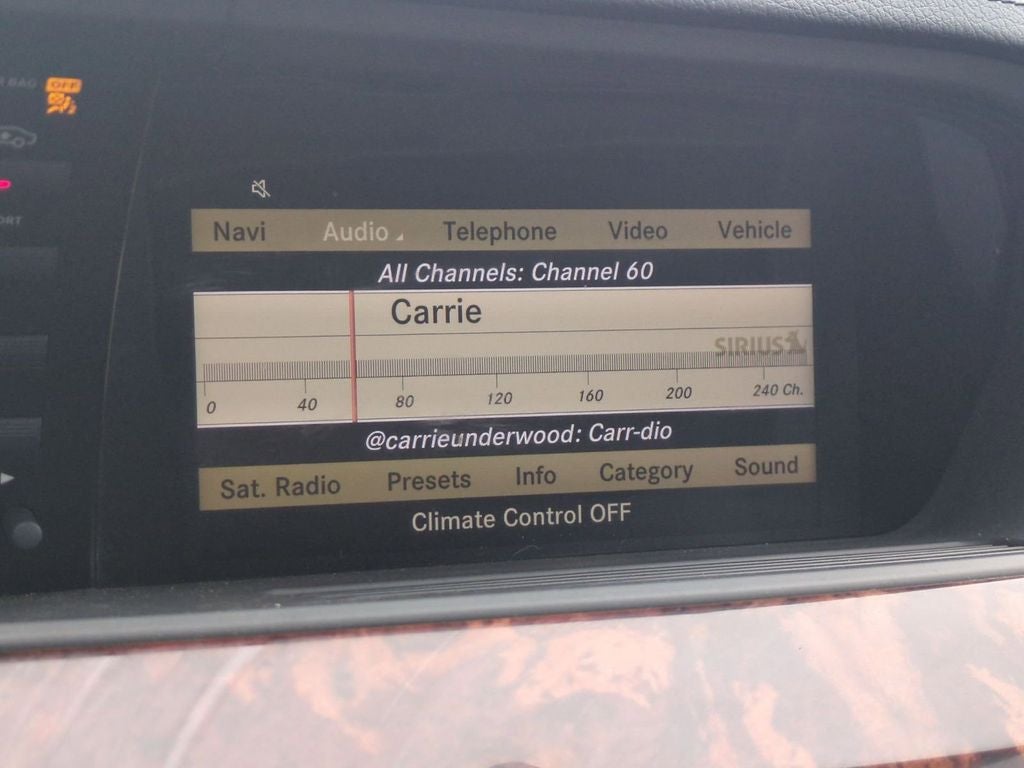 OFF
Navi Audio Telephone Video Vehicle
All Channels: Channel 60
Carrie
SIRIUS
0 40 80 120 160 200 240 Ch.
@carrieunderwood: Carr-dio
Sat. Radio Presets Info Category Sound
Climate Control OFF